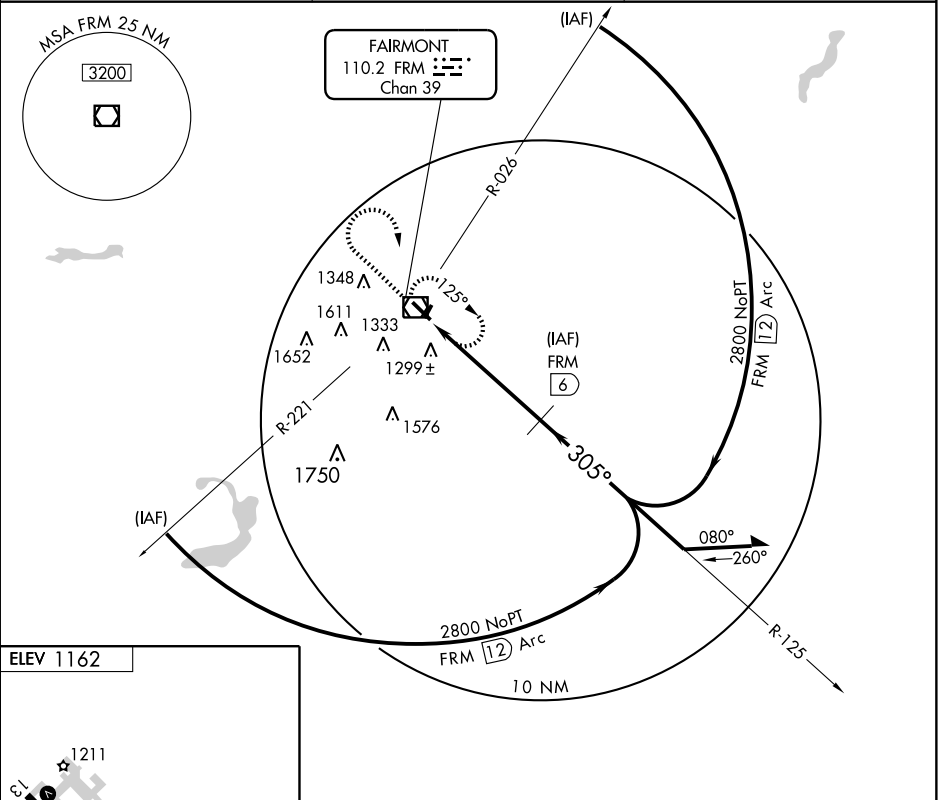 MSA FRM 25 NM
3200
FAIRMONT
110.2 FRM
Chan 39
(IAF)
R-026
1348
125°
1611
1333
1652
1299±
(IAF)
FRM
6
2800 NoPT
FRM 12 Arc
R-221
1576
1750
305°
(IAF)
080°
260°
2800 NoPT
FRM 12 Arc
R-125
10 NM
ELEV 1162
1211
13
V